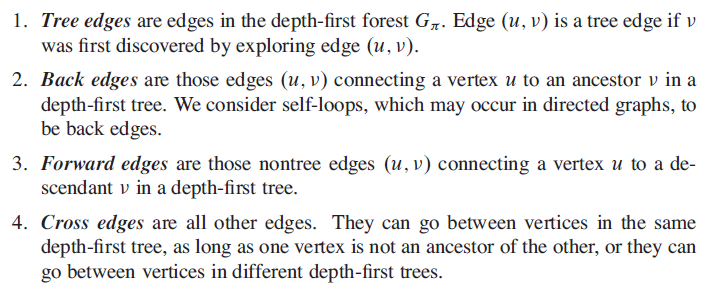 1. Tree edges are edges in the depth-first forest Gπ. Edge (u, v) is a tree edge if v
was first discovered by exploring edge (u, v).
2. Back edges are those edges (u, v) connecting a vertex u to an ancestor v in a
depth-first tree. We consider self-loops, which may occur in directed graphs, to
be back edges.
3. Forward edges are those nontree edges (u, v) connecting a vertex u to a de-
scendant v in a depth-first tree.
4. Cross edges are all other edges. They can go between vertices in the same
depth-first tree, as long as one vertex is not an ancestor of the other, or they can
go between vertices in different depth-first trees.